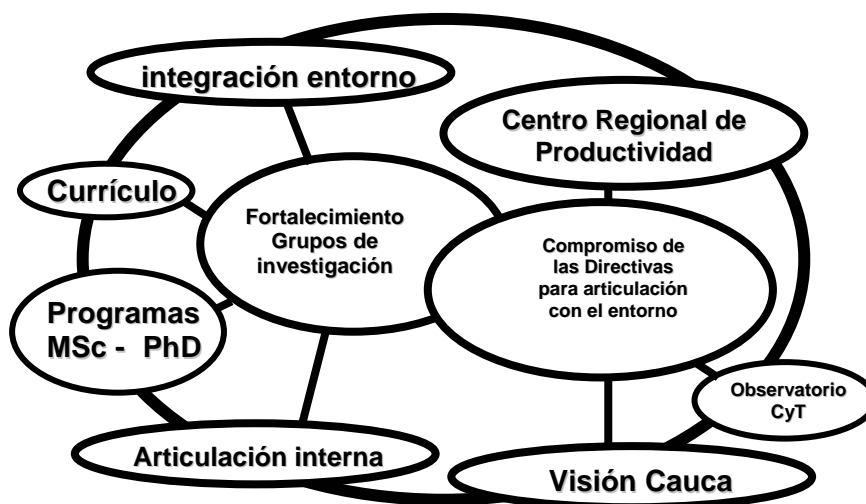 integración entorno
Centro Regional de
Productividad
Currículo
Fortalecimiento
Grupos de
investigación
Compromiso de
las Directivas
para articulación
con el entorno
Programas
MSc - PhD
Observatorio
CyT
Articulación interna
Visión Cauca